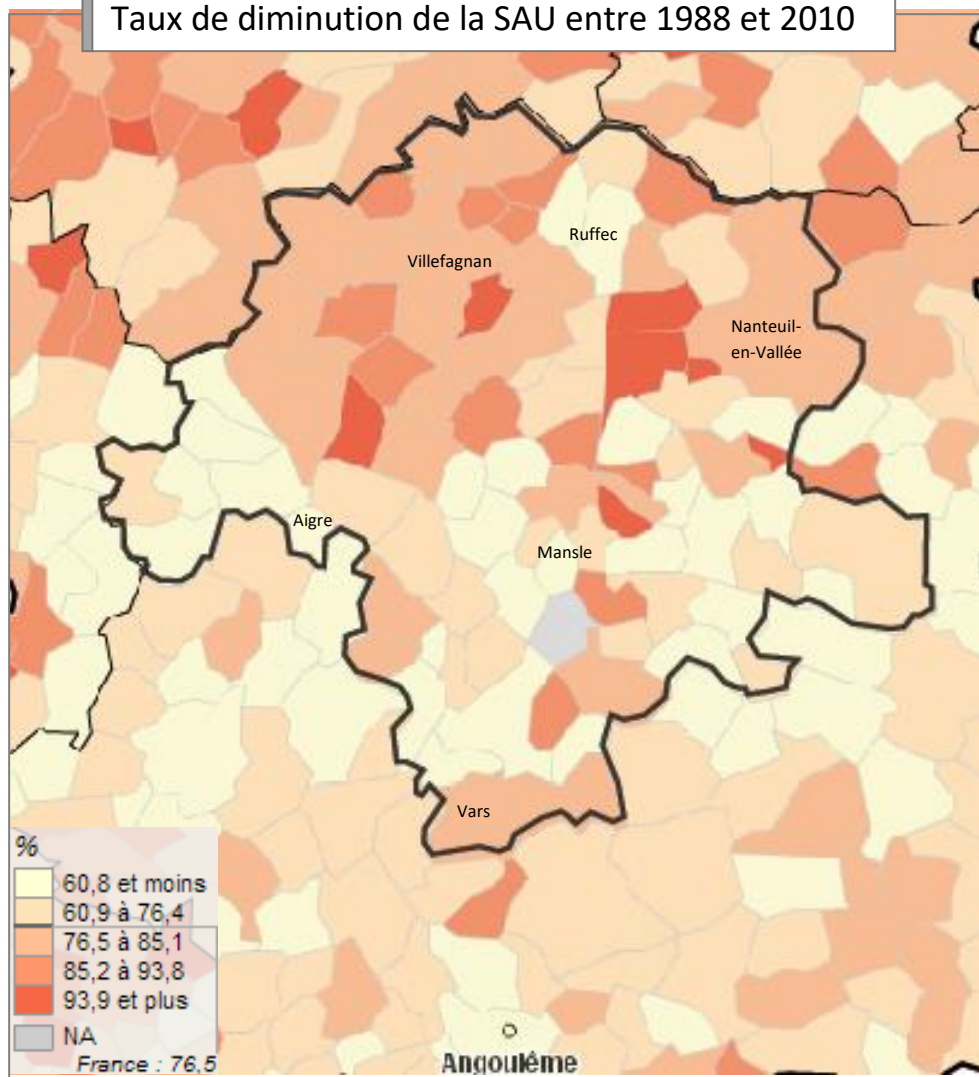 Taux de diminution de la SAU entre 1988 et 2010
Ruffec
Villefagnan
Nanteuil-
en-Vallée
Aigre
Mansle
Vars
%
60,8 et moins
60,9 à 76,4
76,5 à 85,1
85,2 à 93,8
93,9 et plus
NA
France : 76,5
Angoulême